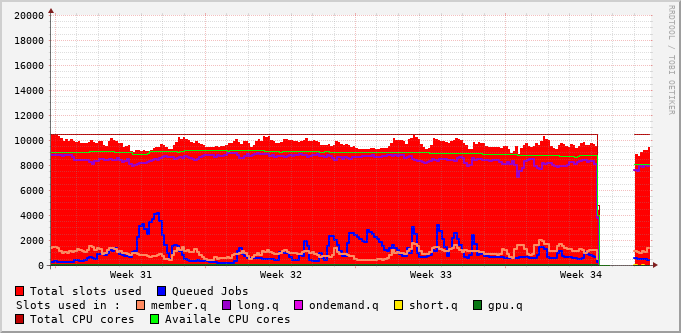 RRDTOOL / TOBI OETIKER
20000
18000
16000
14000
12000
10000
8000
6000
4000
2000
0
Week 31 Week 32 Week 33 Week 34
Total slots used Queued Jobs
Slots used in : member.q long.q ondemand.q short.q gpu.q
Total CPU cores Availale CPU cores